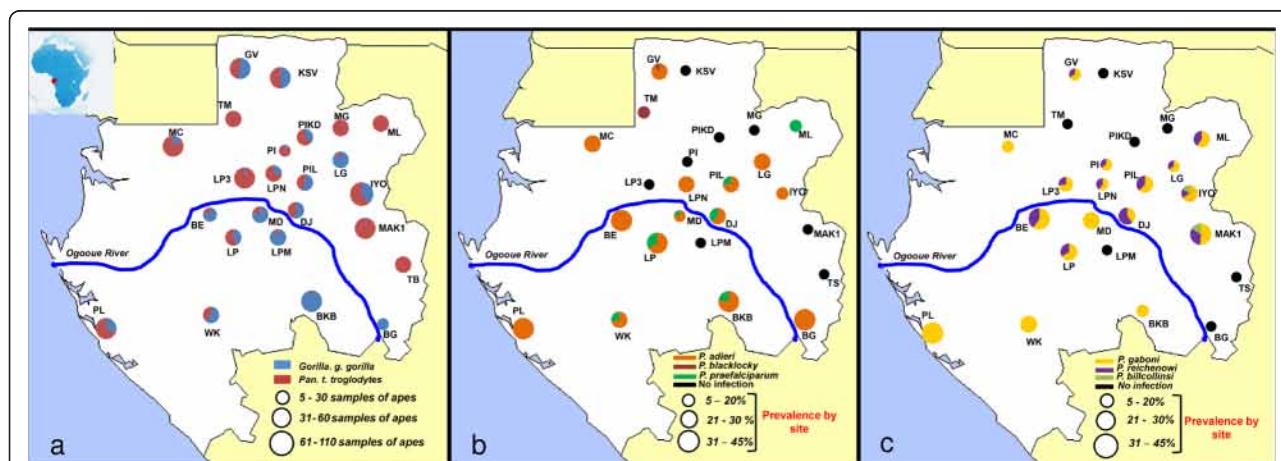 GV
KSV
TM
MG
ML
MC
PIKD
PI
PIL
LG
LP3
LPN
IYO
BE
MD
DJ
MAK1
LP
LPM
Ogooue River
TB
PL
WK
BKB
BG
Gorilla. g. gorilla
Pan. t. troglodytes
5 - 30 samples of apes
31- 60 samples of apes
61- 110 samples of apes
a
GV
KSV
TM
MG
ML
MC
PIKD
PI
PIL
LG
LP3
LPN
IYO
BE
MD
DJ
MAK1
LP
LPM
Ogooue River
TS
PL
WK
BKB
BG
P. adleri
P. blacklocky
P. praefalciparum
No infection
5 – 20%
21 - 30 %
31 – 45%
Prevalence by
site
b
GV
KSV
TM
MG
ML
MC
PIKD
PI
PIL
LG
LP3
LPN
IYO
BE
MD
DJ
MAK1
LP
LPM
Ogooue River
TS
PL
WK
BKB
BG
P. gaboni
P. reichenowi
P. billcollinsi
No infection
5 - 20%
21 - 30%
31 – 45%
Prevalence by
site
c